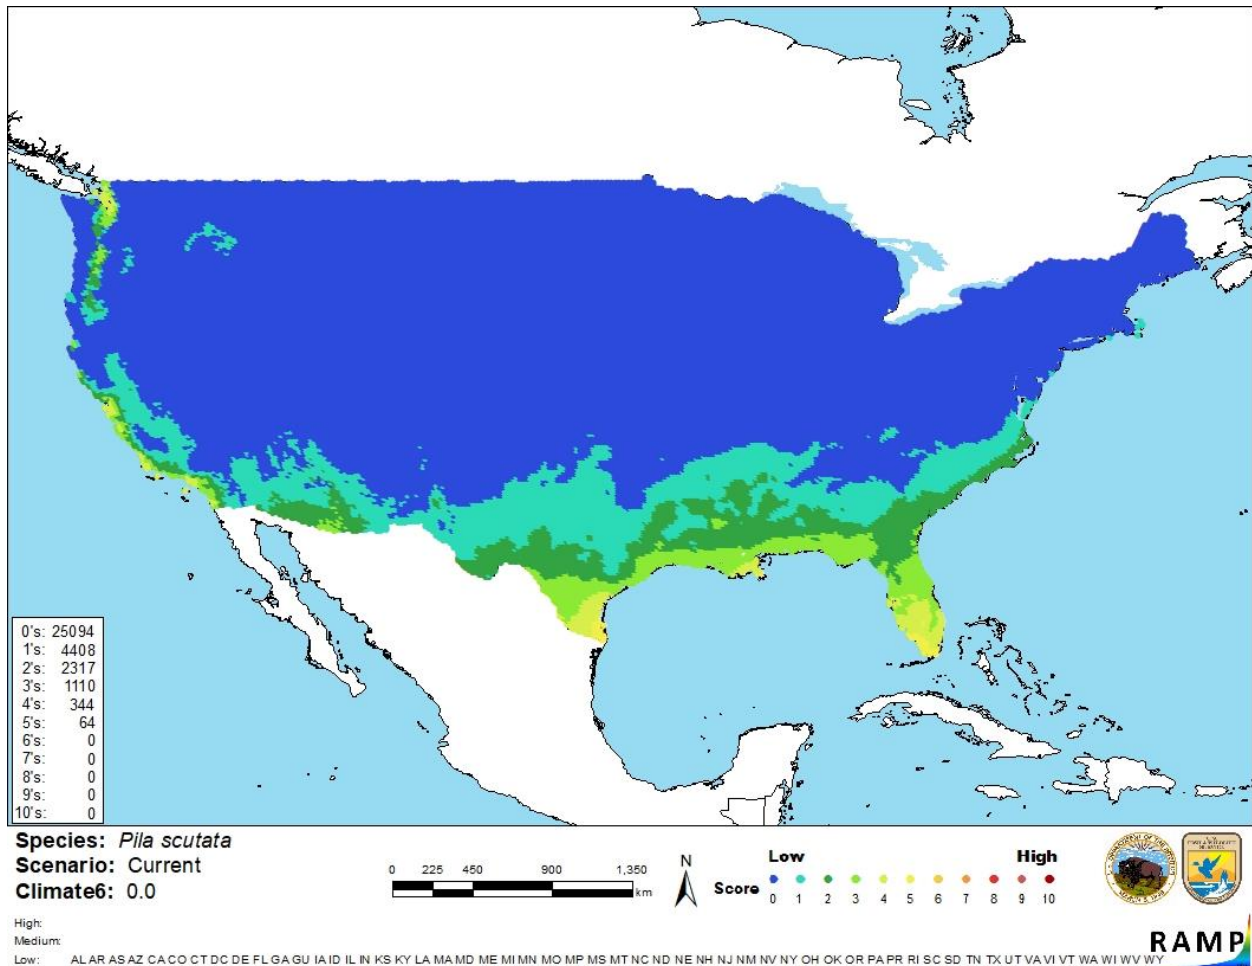 0's: 25094
1's: 4408
2's: 2317
3's: 1110
4's: 344
5's: 64
6's: 0
7's: 0
8's: 0
9's: 0
10's: 0
Species: Pila scutata
Scenario: Current
Climate6: 0.0
0 225 450 900 1,350
km
N
Low High
Score 0 1 2 3 4 5 6 7 8 9 10
High:
Medium:
Low: AL AR AS AZ CA CO CT DC DE FL GA GU IA ID IL IN KS KY LA MA MD ME MI MN MO MP MS MT NC ND NE NH NJ NM NV NY OH OK OR PA PR RI SC SD TN TX UT VA VI VT WA WI WV WY
RAMP